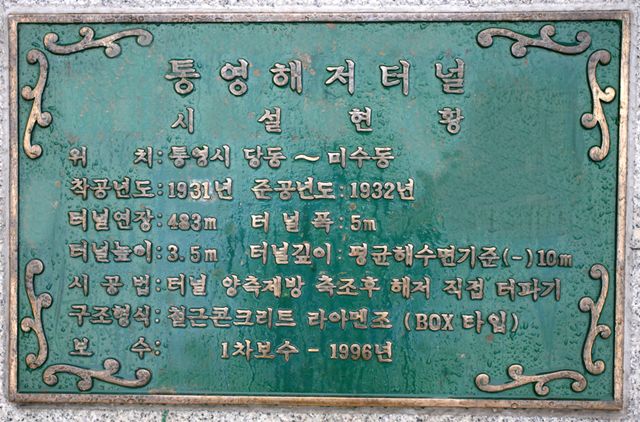 통영해저터널
시설현황
위 치:통영시 당동 ~ 미수동
착공년도:1931년 준공년도:1932년
터널연장:483m 터널폭:5m
터널높이:3.5m 터널깊이:평균해수면기준(-)10m
시공법:터널 양측제방 축조후 해저 직접 터파기
구조형식:철근콘크리트 라아멘조 (BOX 타입)
보 수: 1차보수 - 1996년